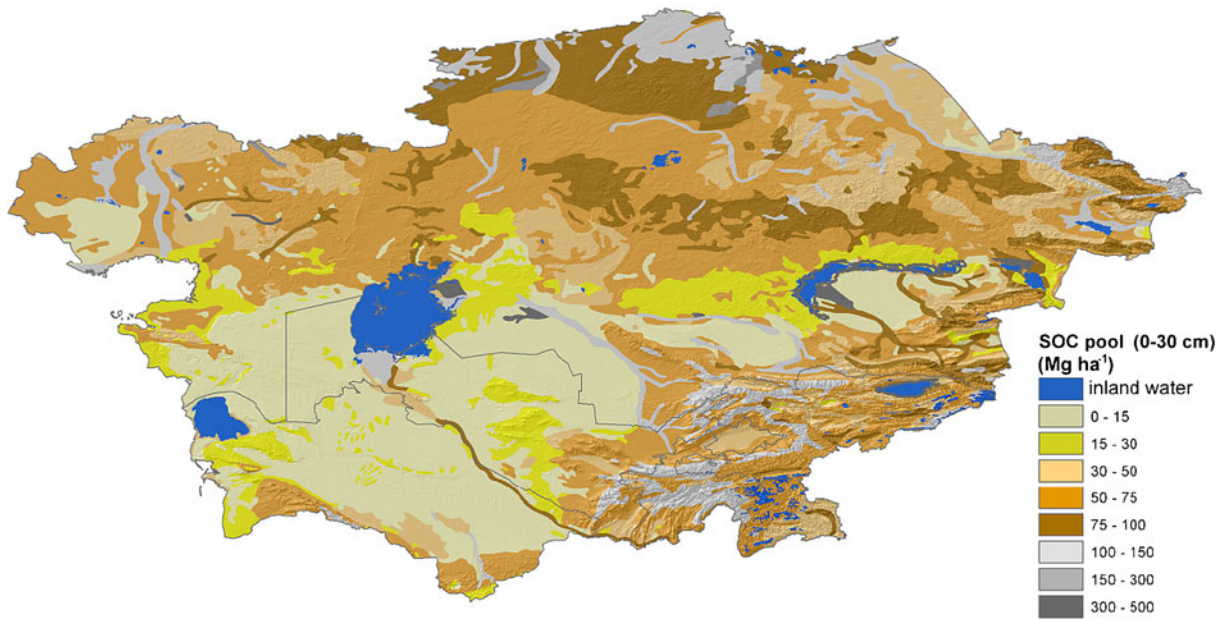 SOC pool (0-30 cm)
(Mg ha⁻¹)
inland water
0 - 15
15 - 30
30 - 50
50 - 75
75 - 100
100 - 150
150 - 300
300 - 500